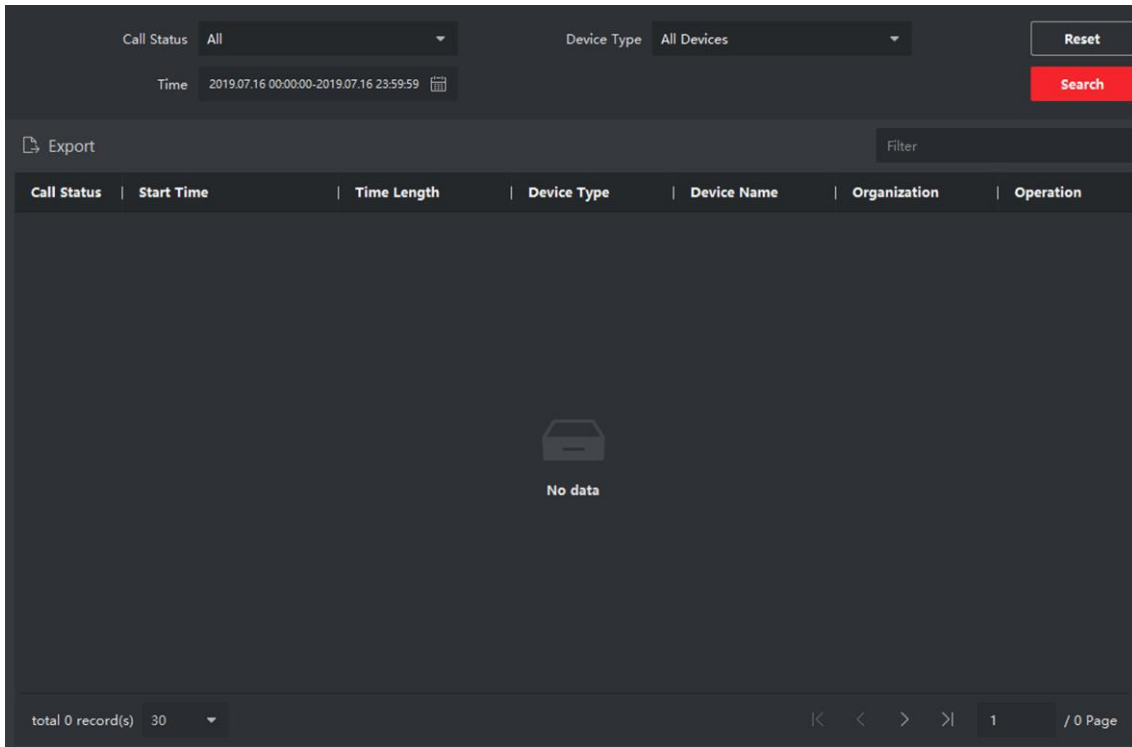 Call Status All Device Type All Devices Reset
Time 2019.07.16 00:00:00-2019.07.16 23:59:59 Search
Export Filter
Call Status | Start Time | Time Length | Device Type | Device Name | Organization | Operation
No data
total 0 record(s) 30 1 / 0 Page